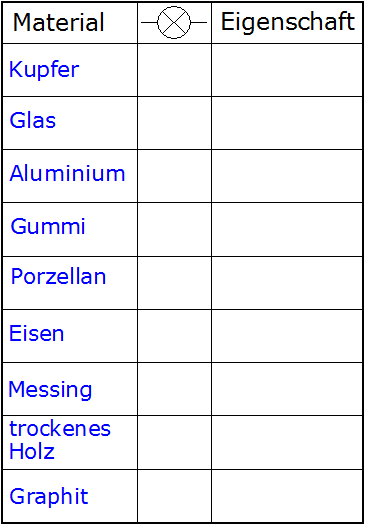 Material Eigenschaft
Kupfer
Glas
Aluminium
Gummi
Porzellan
Eisen
Messing
trockenes
Holz
Graphit